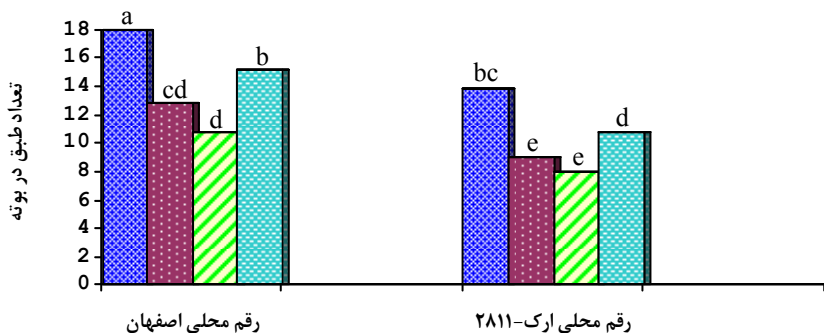 تعداد طبق در بوته
18
16
14
12
10
8
6
4
2
0
a
cd
d
b
bc
e
e
d
رقم محلی اصفهان
رقم محلی ارک-۲۸۱۱